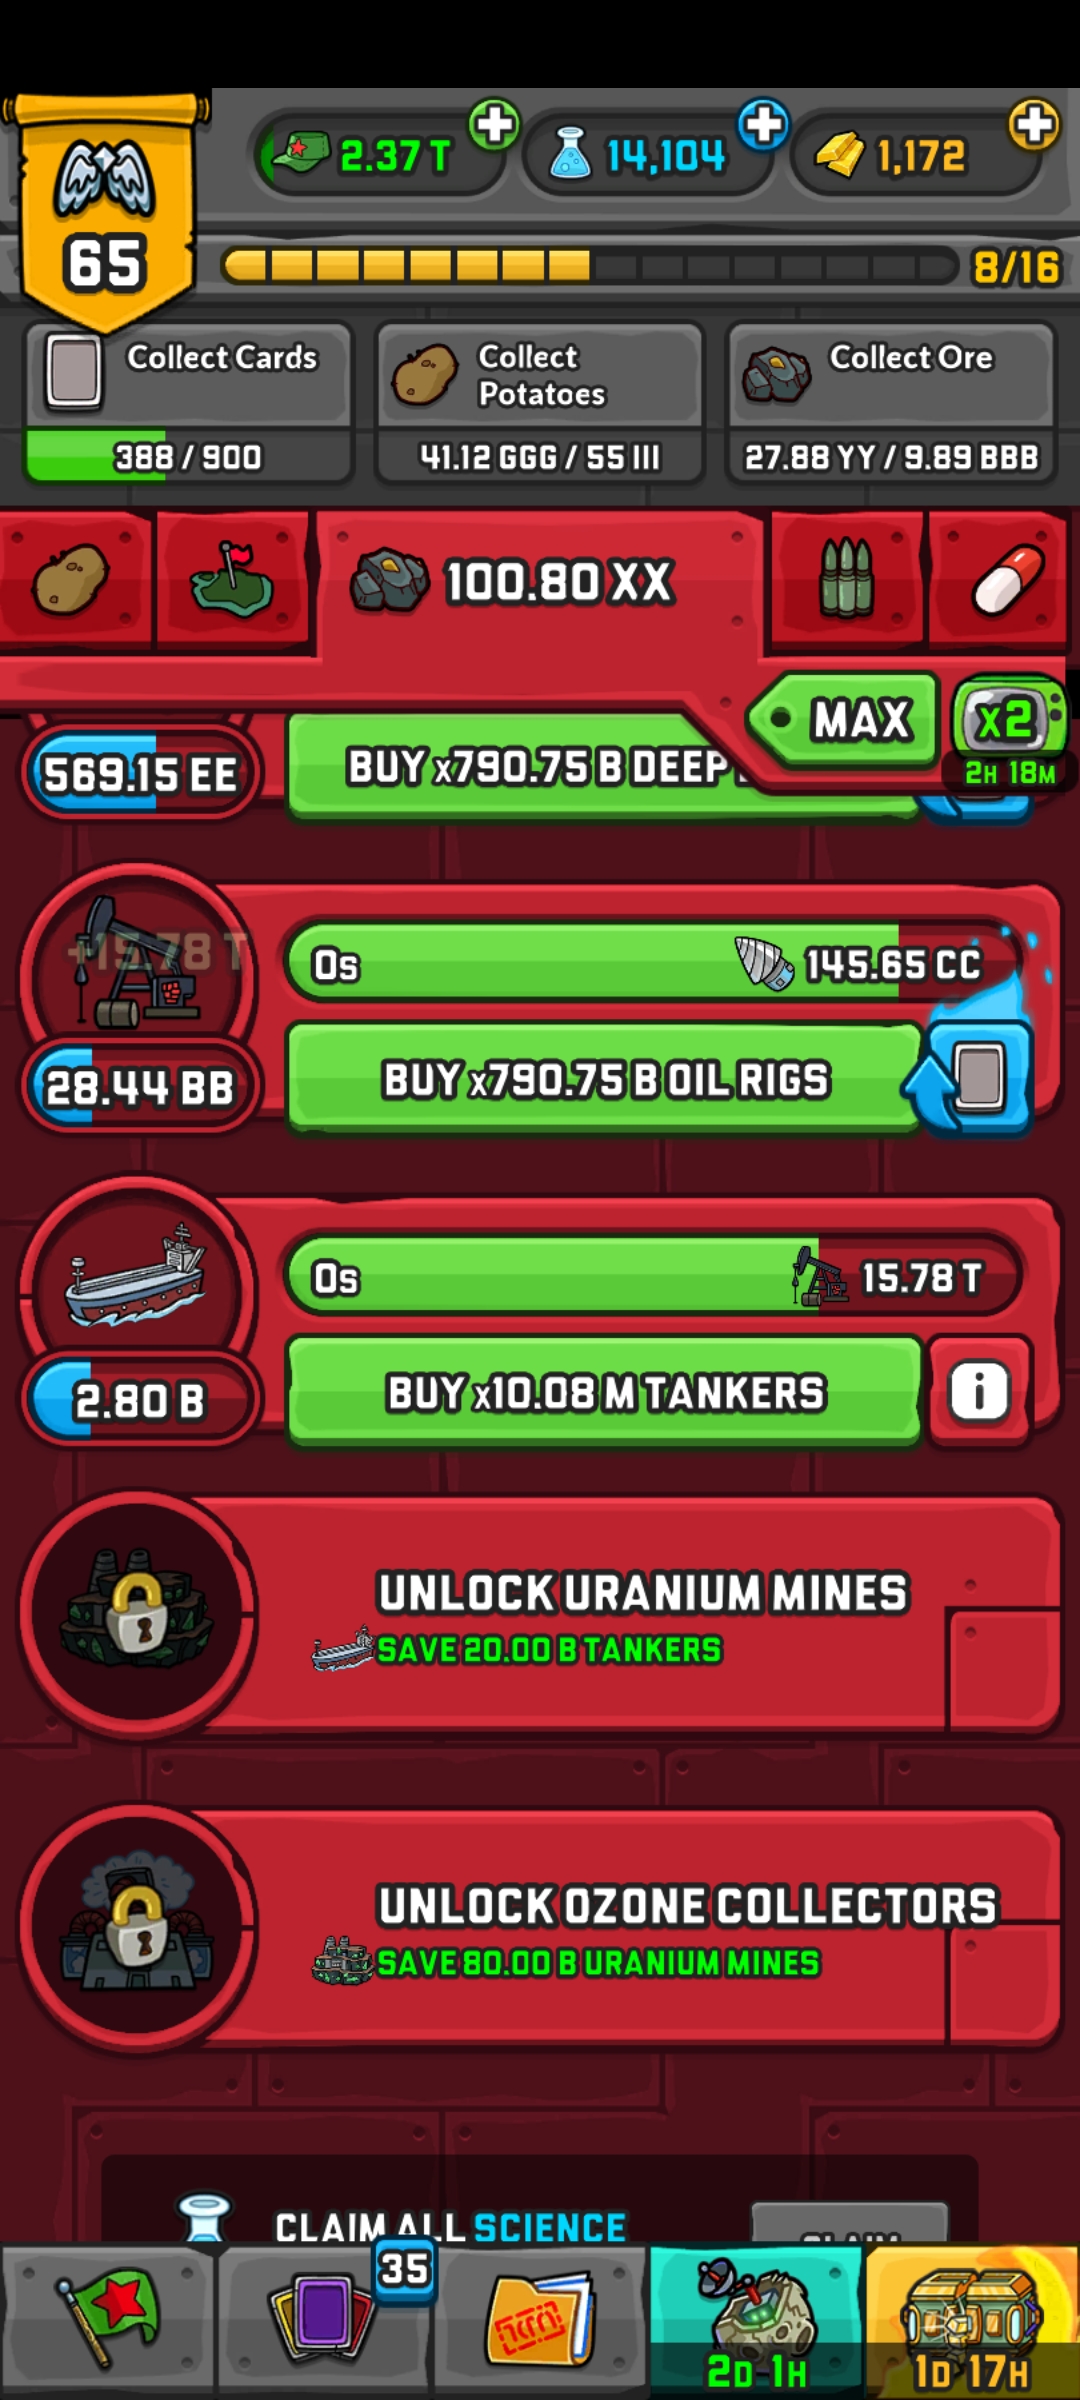 2.37 T
14,104
1,172
65
8/16
Collect Cards
388 / 900
Collect
Potatoes
41.12 GGG / 55 III
Collect Ore
27.88 YY / 9.89 BBB
100.80 XX
MAX
x2
2H 18M
569.15 EE
BUY x790.75 B DEEP
+15.78 T
0s
145.65 CC
28.44 BB
BUY x790.75 B OIL RIGS
0s
15.78 T
2.80 B
BUY x10.08 M TANKERS
i
UNLOCK URANIUM MINES
SAVE 20.00 B TANKERS
UNLOCK OZONE COLLECTORS
SAVE 80.00 B URANIUM MINES
CLAIM ALL SCIENCE
CLAIM
35
2D 1H
1D 17H